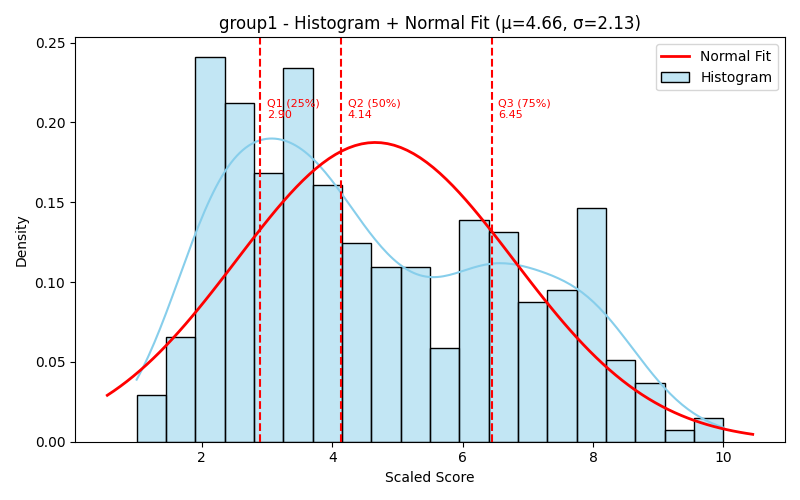 group1 - Histogram + Normal Fit (μ=4.66, σ=2.13)
0.25
0.20
0.15
0.10
0.05
0.00
Density
Q1 (25%)
2.90
Q2 (50%)
4.14
Q3 (75%)
6.45
Normal Fit
Histogram
2
4
6
8
10
Scaled Score